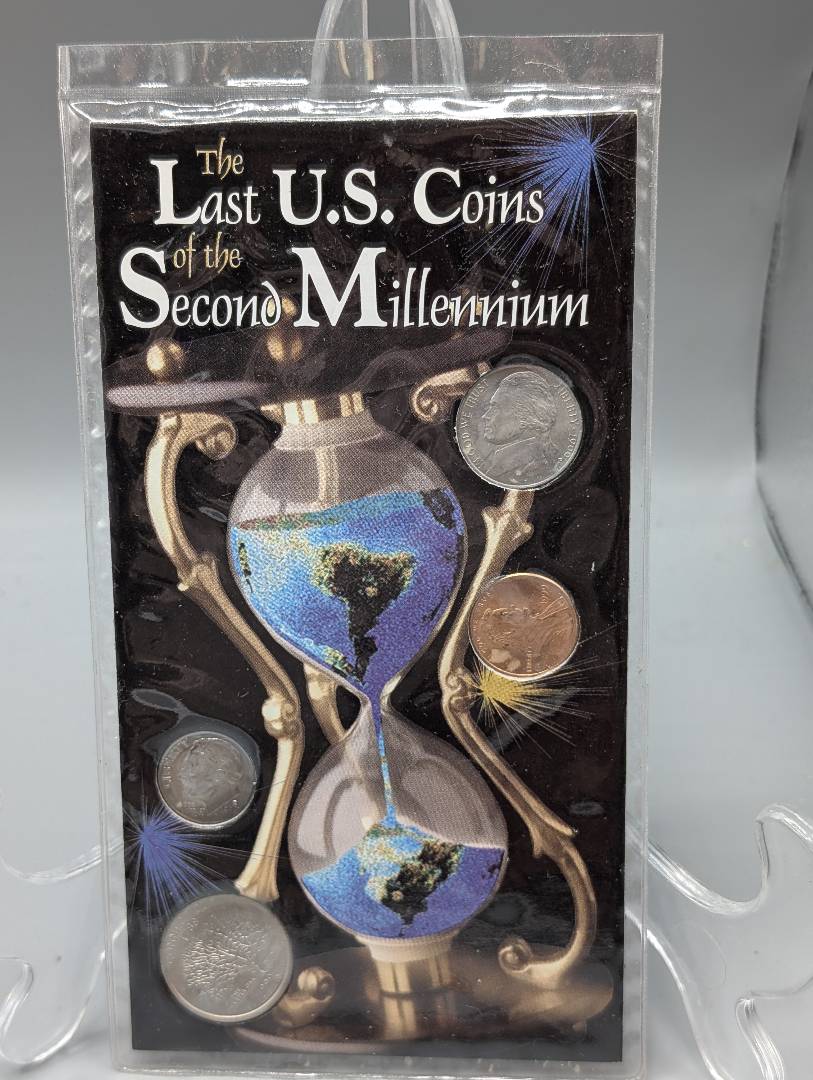 The
Last U.S. Coins
of the
Second Millennium
LIBERTY